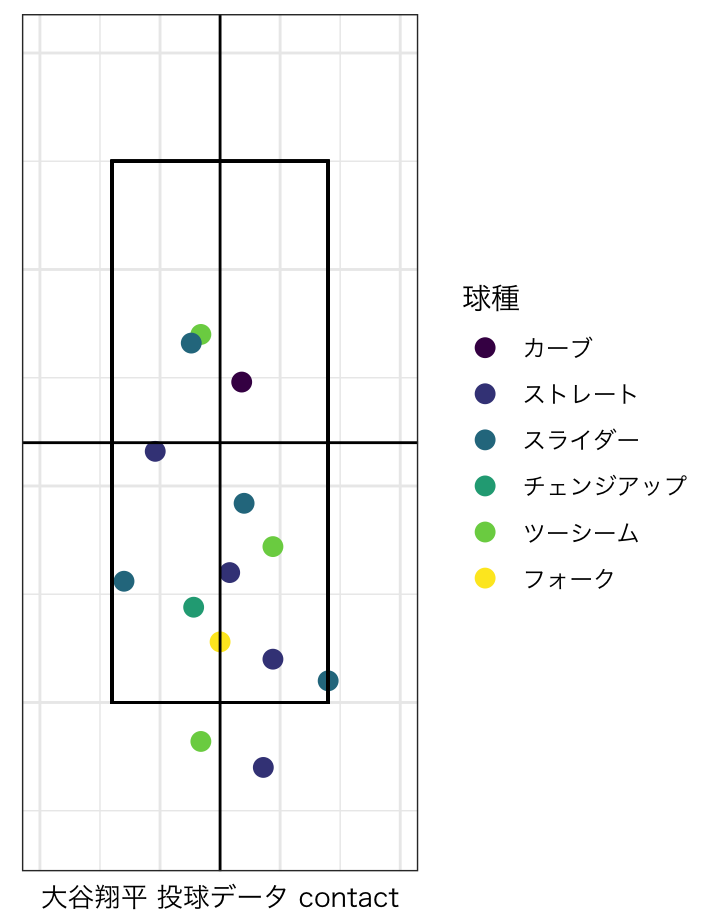 球種
カーブ
ストレート
スライダー
チェンジアップ
ツーシーム
フォーク
大谷翔平 投球データ contact